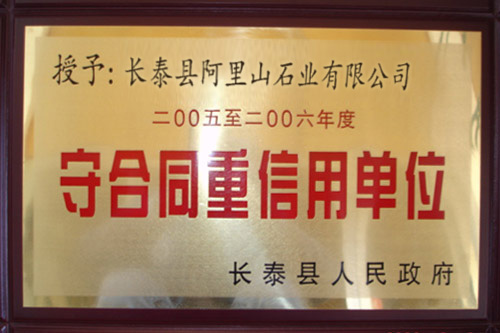 授予：长泰县阿里山石业有限公司
二00五至二00六年度
守合同重信用单位
长泰县人民政府